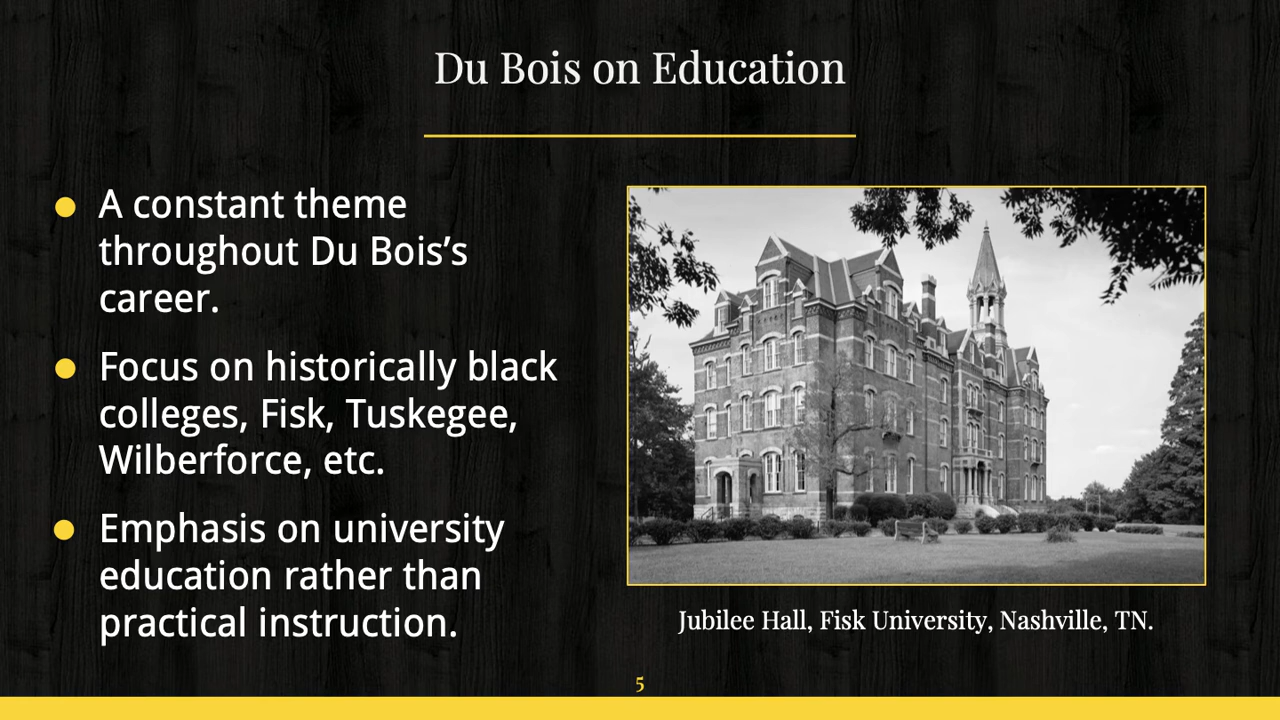 Du Bois on Education
A constant theme
throughout Du Bois’s
career.
Focus on historically black
colleges, Fisk, Tuskegee,
Wilberforce, etc.
Emphasis on university
education rather than
practical instruction.
Jubilee Hall, Fisk University, Nashville, TN.
5